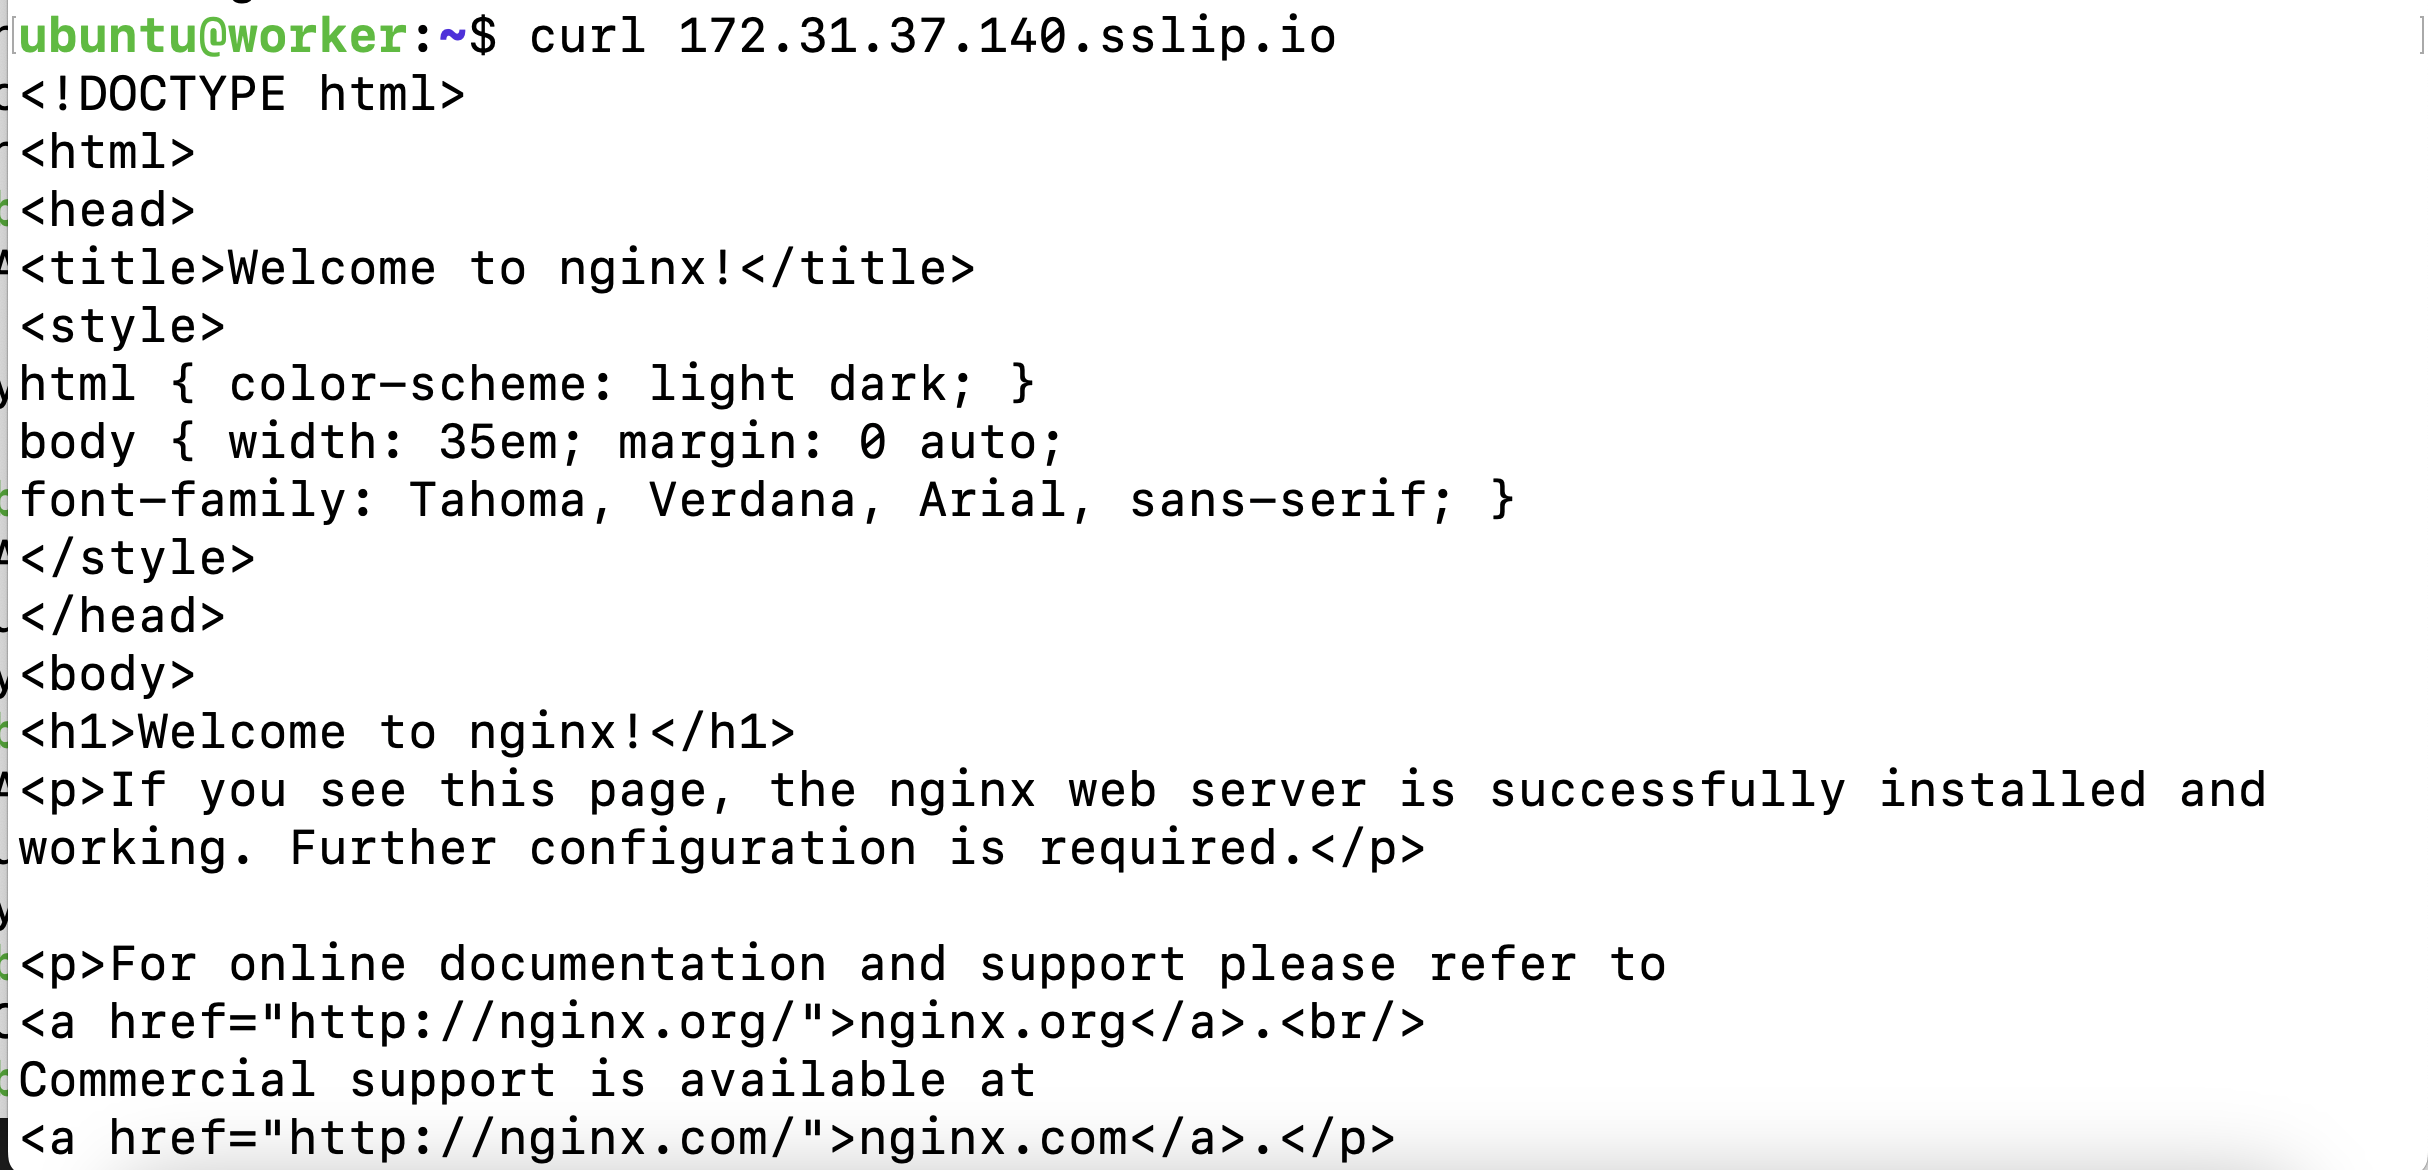 ubuntu@worker:~$ curl 172.31.37.140.sslip.io
<!DOCTYPE html>
<html>
<head>
<title>Welcome to nginx!</title>
<style>
html { color-scheme: light dark; }
body { width: 35em; margin: 0 auto;
font-family: Tahoma, Verdana, Arial, sans-serif; }
</style>
</head>
<body>
<h1>Welcome to nginx!</h1>
<p>If you see this page, the nginx web server is successfully installed and
working. Further configuration is required.</p>

<p>For online documentation and support please refer to
<a href="http://nginx.org/">nginx.org</a>.<br/>
Commercial support is available at
<a href="http://nginx.com/">nginx.com</a>.</p>